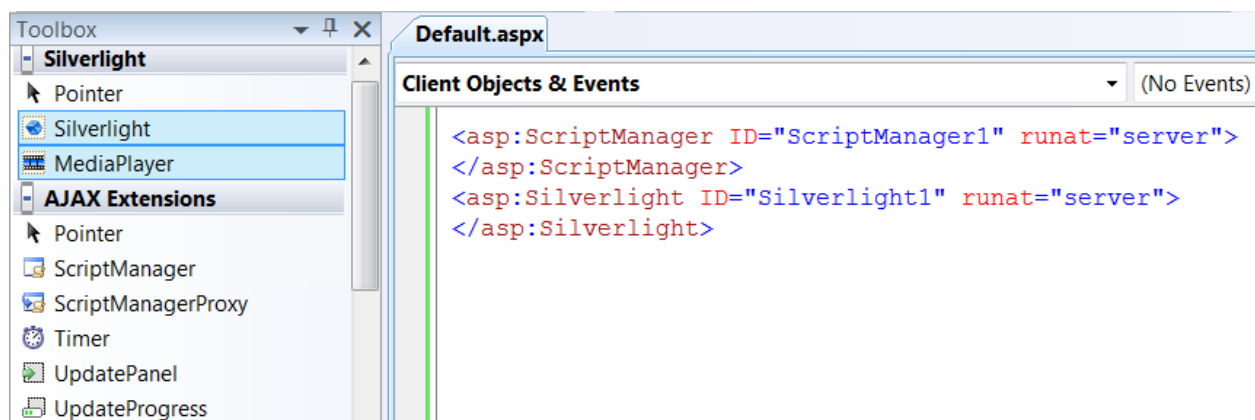 Toolbox
Silverlight
Pointer
Silverlight
MediaPlayer
AJAX Extensions
Pointer
ScriptManager
ScriptManagerProxy
Timer
UpdatePanel
UpdateProgress
Default.aspx
Client Objects & Events
(No Events)
<asp:ScriptManager ID="ScriptManager1" runat="server">
</asp:ScriptManager>
<asp:Silverlight ID="Silverlight1" runat="server">
</asp:Silverlight>